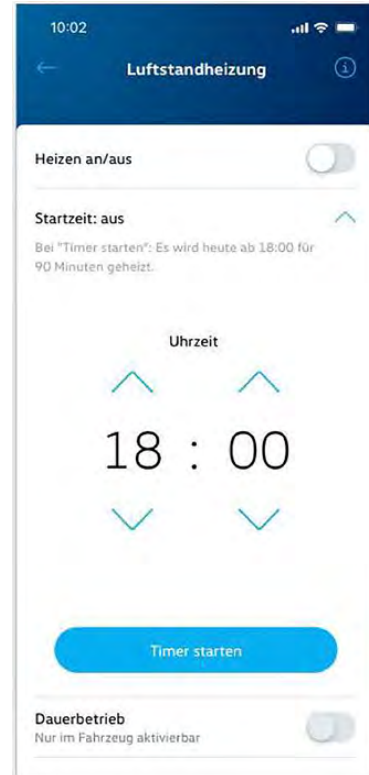 10:02
Luftstandheizung
Heizen an/aus
Startzeit: aus
Bei "Timer starten": Es wird heute ab 18:00 für
90 Minuten geheizt.
Uhrzeit
18 : 00
Timer starten
Dauerbetrieb
Nur im Fahrzeug aktivierbar